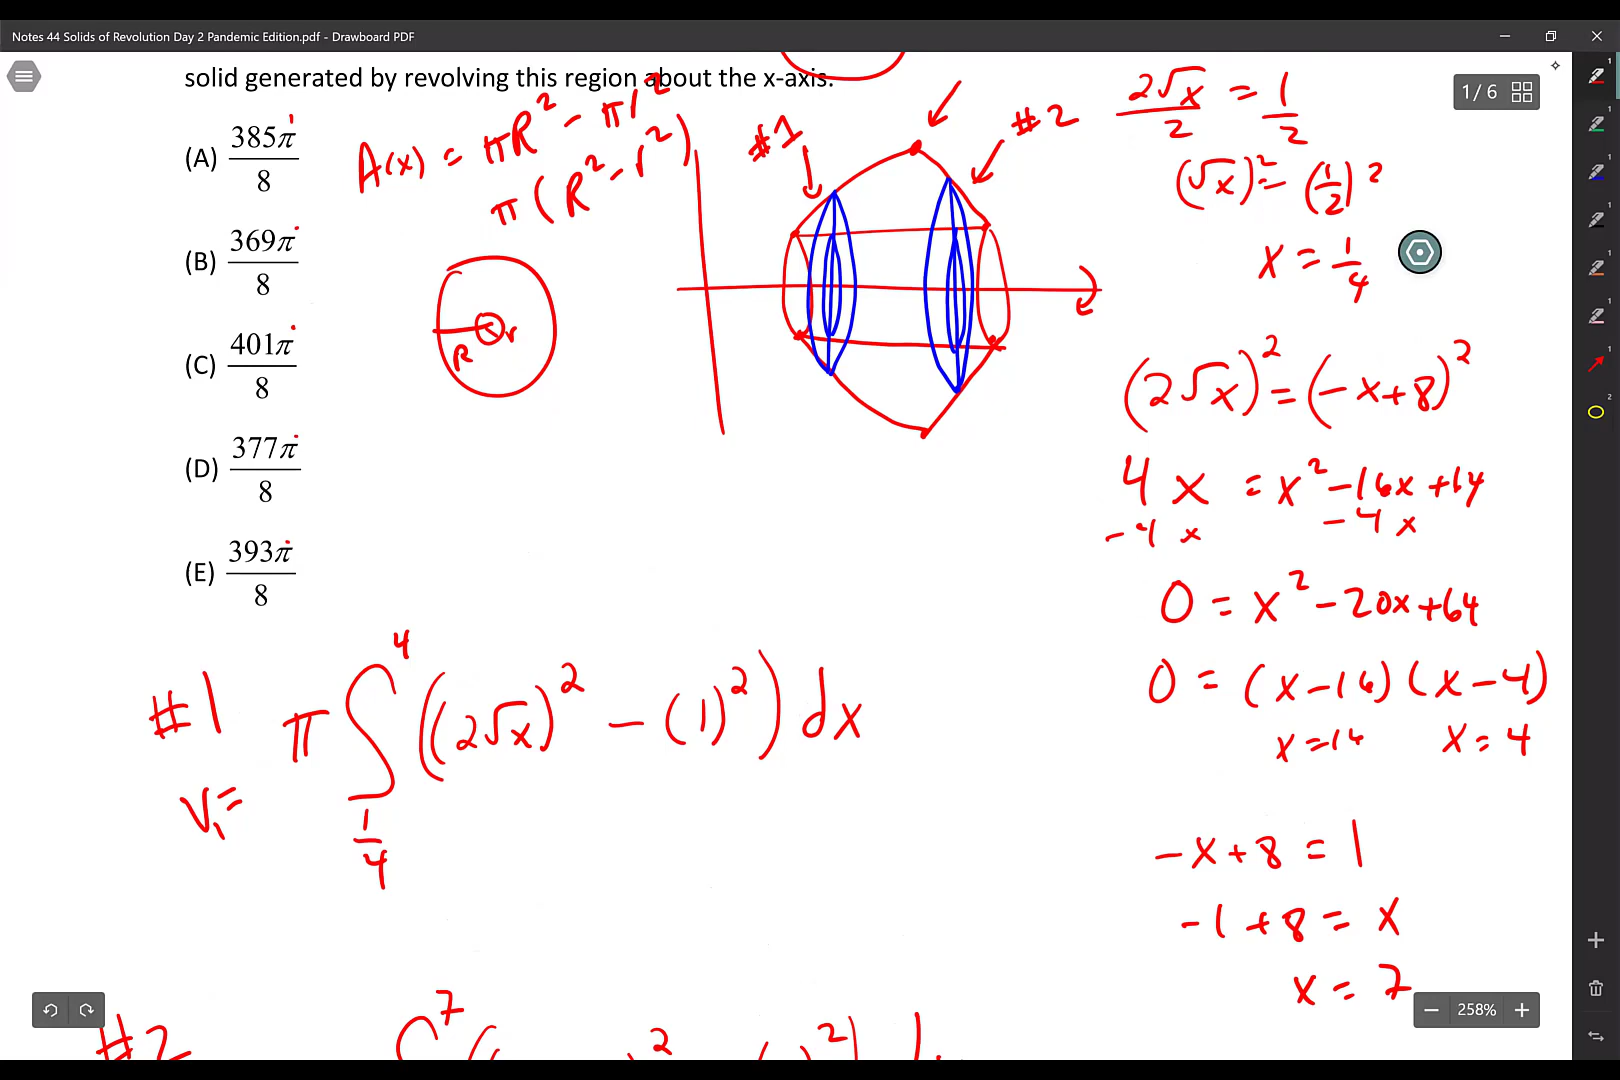 Notes 44 Solids of Revolution Day 2 Pandemic Edition.pdf - Drawboard PDF
solid generated by revolving this region about the x-axis.
1 / 6
(A) 385π/8
(B) 369π/8
(C) 401π/8
(D) 377π/8
(E) 393π/8
A(x) = πR² - πr²
π(R² - r²)
R r
#1
#2
2√x/2 = 1/2
(√x)² = (1/2)²
x = 1/4
(2√x)² = (-x+8)²
4x = x² -16x +64
-4x -4x
0 = x² -20x +64
0 = (x-16)(x-4)
x=16 x=4
-x+8 = 1
-1+8 = x
x = 7
#1
V₁= π∫_{1/4}^{4} ((2√x)² - (1)²) dx
#2
7
2
2
258%